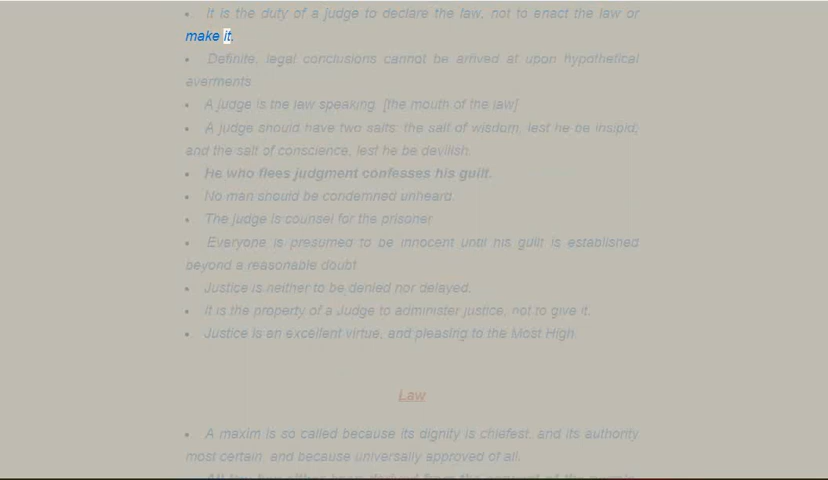 • It is the duty of a judge to declare the law, not to enact the law or
make it.
• Definite, legal conclusions cannot be arrived at upon hypothetical
averments.
• A judge is the law speaking. [the mouth of the law]
• A judge should have two salts: the salt of wisdom, lest he be insipid;
and the salt of conscience, lest he be devilish.
• He who flees judgment confesses his guilt.
• No man should be condemned unheard.
• The judge is counsel for the prisoner.
• Everyone is presumed to be innocent until his guilt is established
beyond a reasonable doubt.
• Justice is neither to be denied nor delayed.
• It is the property of a Judge to administer justice, not to give it.
• Justice is an excellent virtue, and pleasing to the Most High.
Law
• A maxim is so called because its dignity is chiefest, and its authority
most certain, and because universally approved of all.